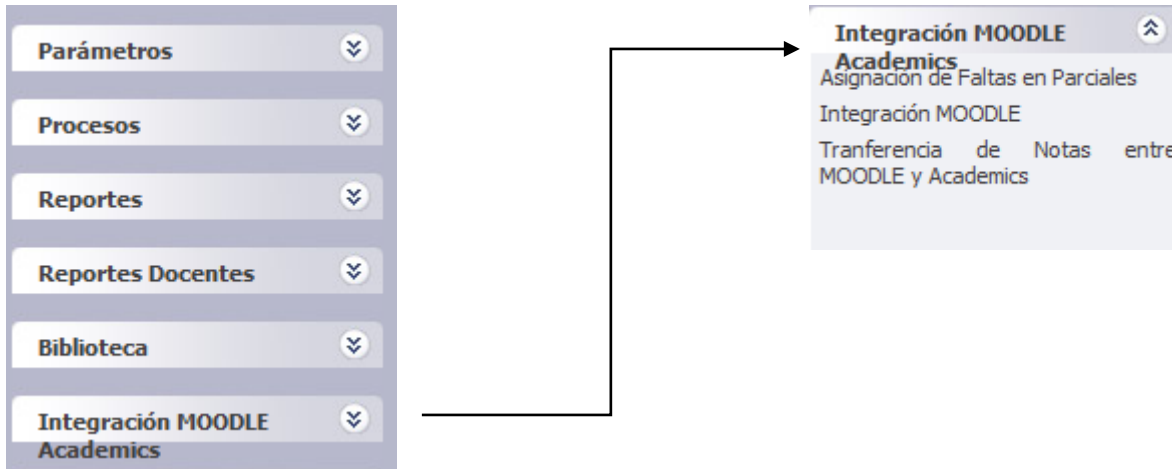 Parámetros
Procesos
Reportes
Reportes Docentes
Biblioteca
Integración MOODLE
Academics
Integración MOODLE
Academics
Asignación de Faltas en Parciales
Integración MOODLE
Tranferencia de Notas entre
MOODLE y Academics